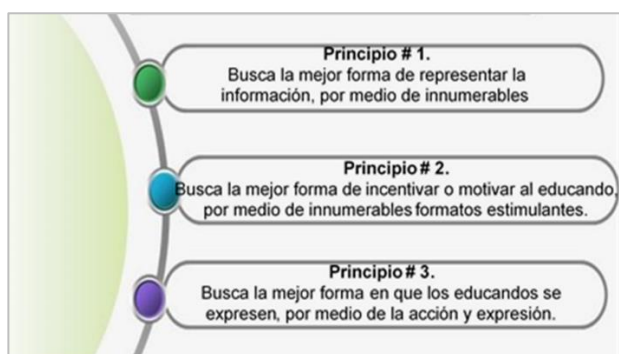 Principio # 1.
Busca la mejor forma de representar la
información, por medio de innumerables
Principio # 2.
Busca la mejor forma de incentivar o motivar al educando,
por medio de innumerables formatos estimulantes.
Principio # 3.
Busca la mejor forma en que los educandos se
expresen, por medio de la acción y expresión.